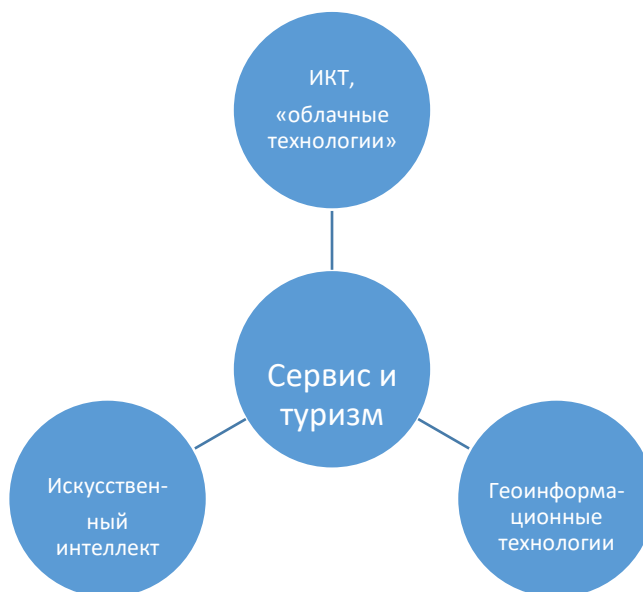 ИКТ,
«облачные
технологии»
Сервис и
туризм
Искусствен-
ный
интеллект
Геоинформа-
ционные
технологии